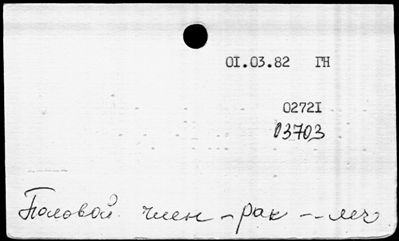 01.03.82 ГН
02721
03703
Половой член - рак -- леч